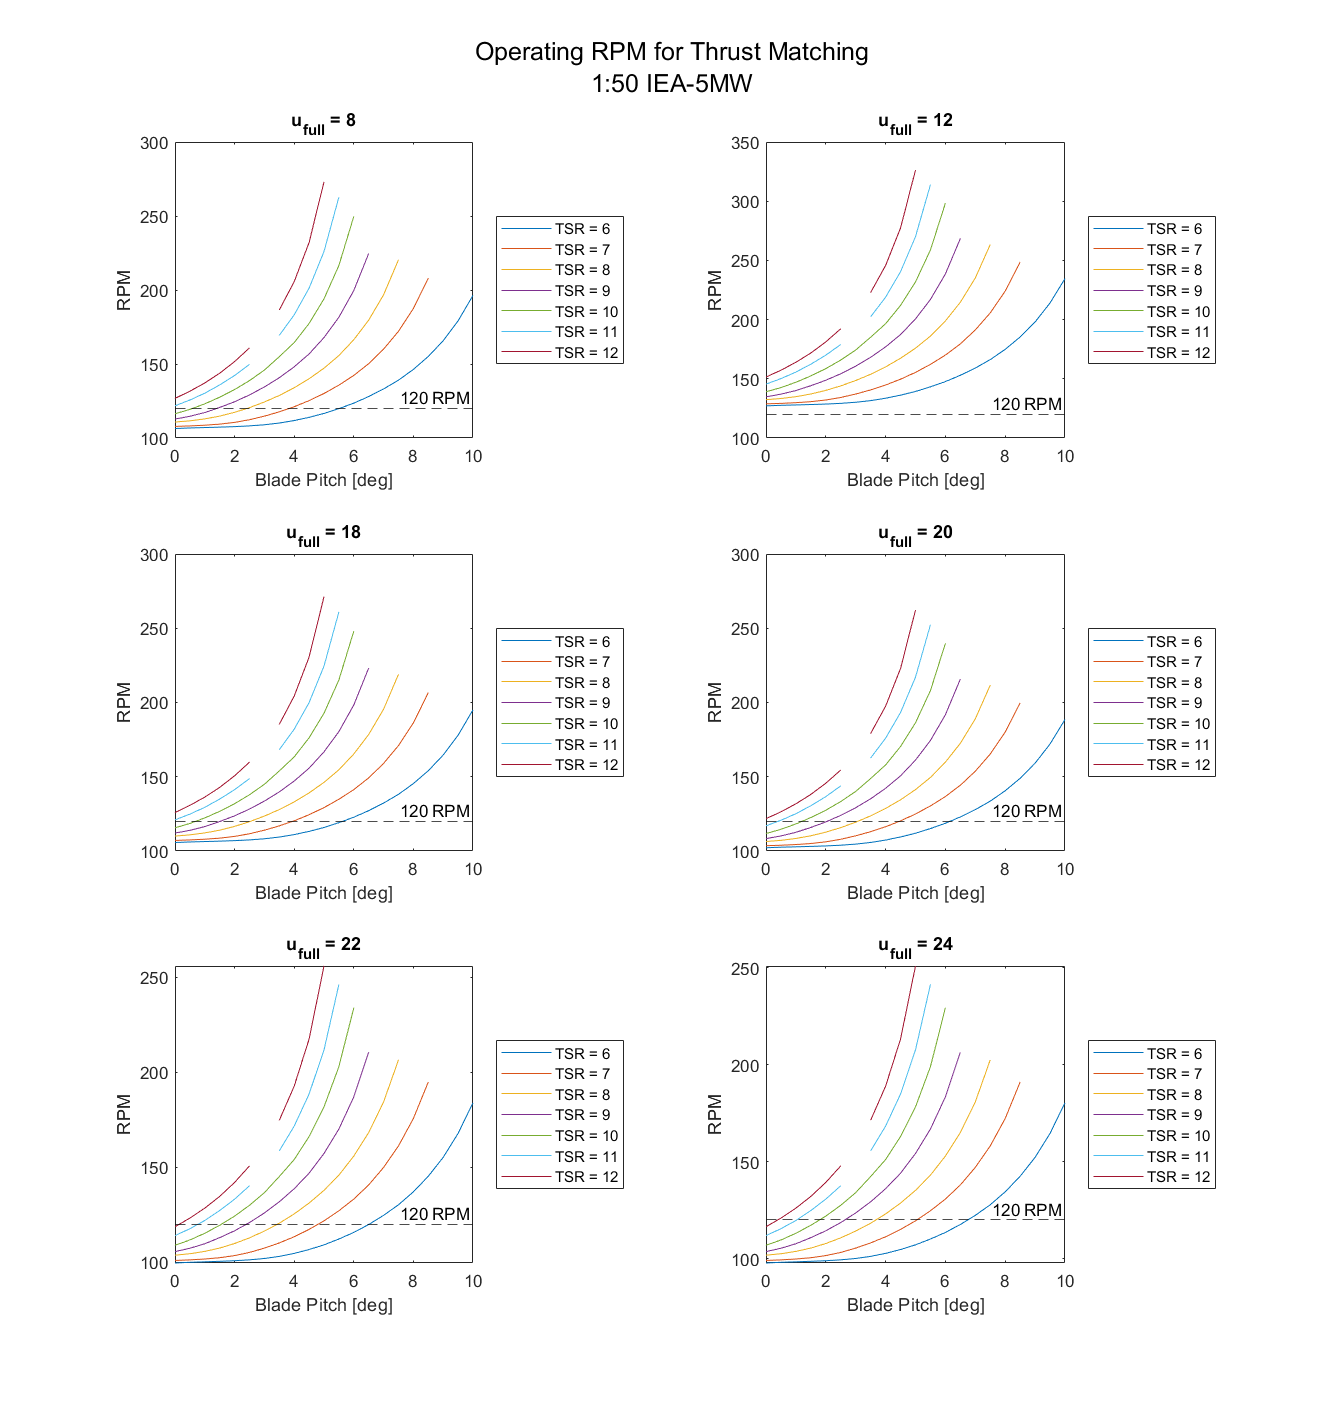 Operating RPM for Thrust Matching
1:50 IEA-5MW
u_full = 8
300
250
200
150
100
RPM
120 RPM
0 2 4 6 8 10
Blade Pitch [deg]
TSR = 6
TSR = 7
TSR = 8
TSR = 9
TSR = 10
TSR = 11
TSR = 12
u_full = 12
350
300
250
200
150
100
RPM
120 RPM
0 2 4 6 8 10
Blade Pitch [deg]
TSR = 6
TSR = 7
TSR = 8
TSR = 9
TSR = 10
TSR = 11
TSR = 12
u_full = 18
300
250
200
150
100
RPM
120 RPM
0 2 4 6 8 10
Blade Pitch [deg]
TSR = 6
TSR = 7
TSR = 8
TSR = 9
TSR = 10
TSR = 11
TSR = 12
u_full = 20
300
250
200
150
100
RPM
120 RPM
0 2 4 6 8 10
Blade Pitch [deg]
TSR = 6
TSR = 7
TSR = 8
TSR = 9
TSR = 10
TSR = 11
TSR = 12
u_full = 22
250
200
150
100
RPM
120 RPM
0 2 4 6 8 10
Blade Pitch [deg]
TSR = 6
TSR = 7
TSR = 8
TSR = 9
TSR = 10
TSR = 11
TSR = 12
u_full = 24
250
200
150
100
RPM
120 RPM
0 2 4 6 8 10
Blade Pitch [deg]
TSR = 6
TSR = 7
TSR = 8
TSR = 9
TSR = 10
TSR = 11
TSR = 12